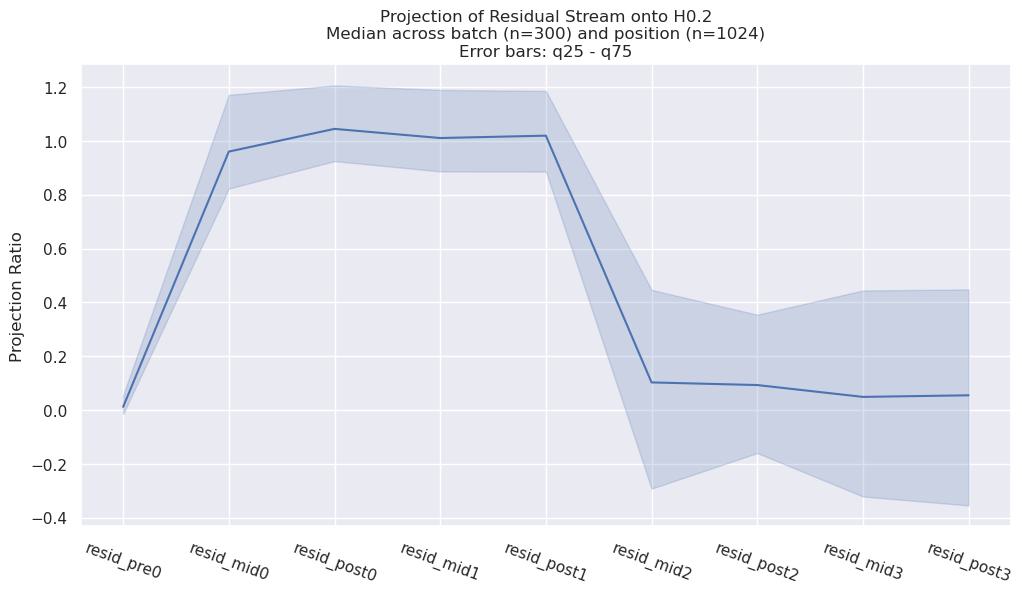 Projection of Residual Stream onto H0.2
Median across batch (n=300) and position (n=1024)
Error bars: q25 - q75
Projection Ratio
1.2
1.0
0.8
0.6
0.4
0.2
0.0
−0.2
−0.4
resid_pre0
resid_mid0
resid_post0
resid_mid1
resid_post1
resid_mid2
resid_post2
resid_mid3
resid_post3